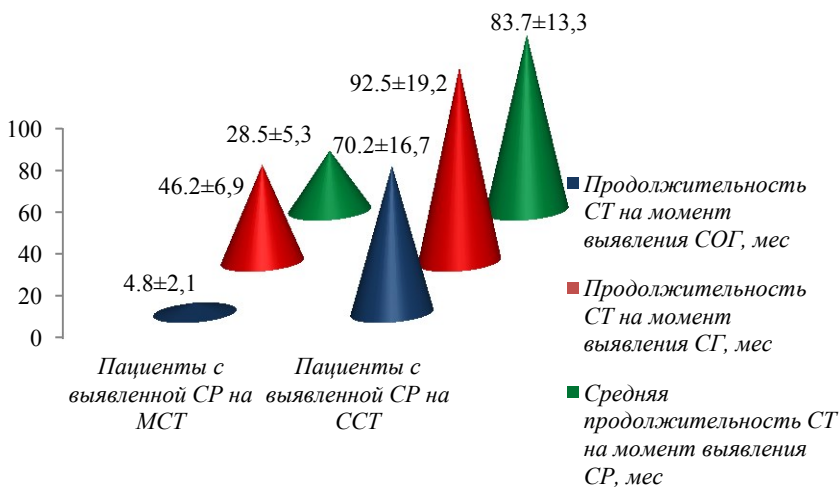 83.7±13,3
92.5±19,2
28.5±5,3
70.2±16,7
46.2±6,9
4.8±2,1
100
80
60
40
20
0
Пациенты с
выявленной СР на
МСТ
Пациенты с
выявленной СР на
ССТ
Продолжительность
СТ на момент
выявления СОГ, мес
Продолжительность
СТ на момент
выявления СГ, мес
Средняя
продолжительность СТ
на момент выявления
СР, мес